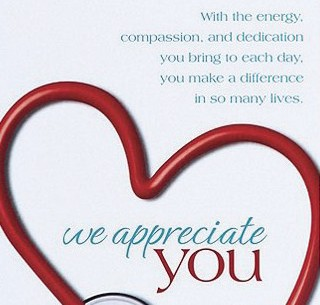 With the energy,
compassion, and dedication
you bring to each day,
you make a difference
in so many lives.
we appreciate
you